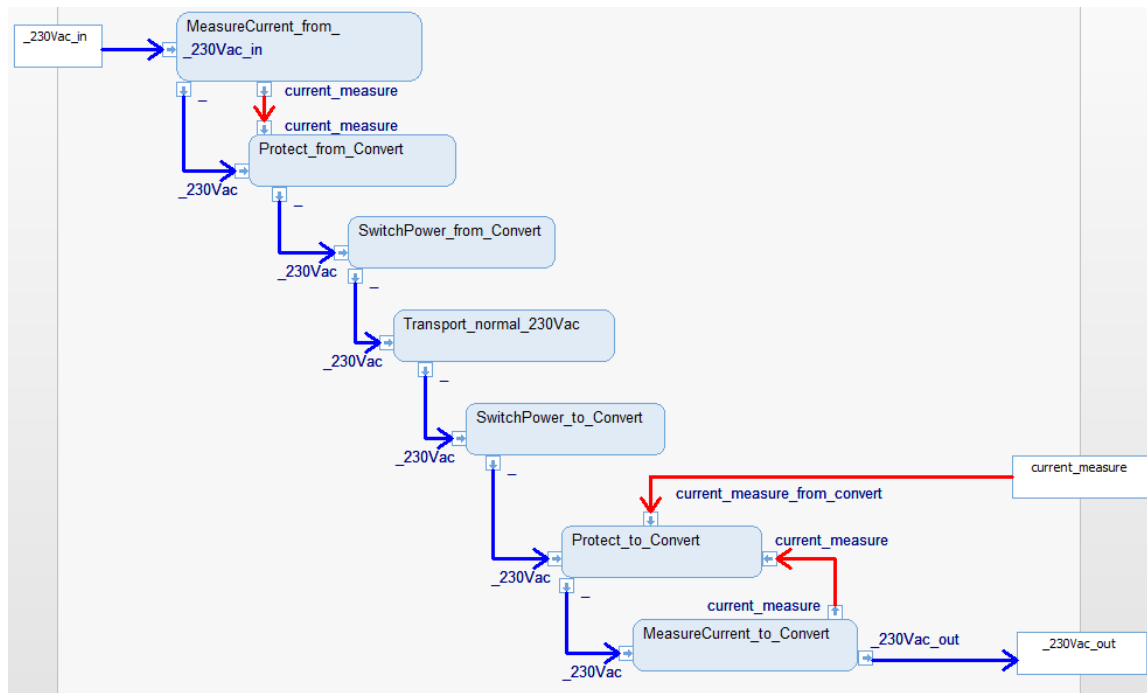 _230Vac_in
MeasureCurrent_from_
_230Vac_in
_
current_measure
current_measure
Protect_from_Convert
_230Vac
_
SwitchPower_from_Convert
_230Vac
_
Transport_normal_230Vac
_230Vac
_
SwitchPower_to_Convert
_230Vac
_
current_measure
current_measure_from_convert
Protect_to_Convert
current_measure
_230Vac
_
current_measure
MeasureCurrent_to_Convert
_230Vac_out
_230Vac_out
_230Vac